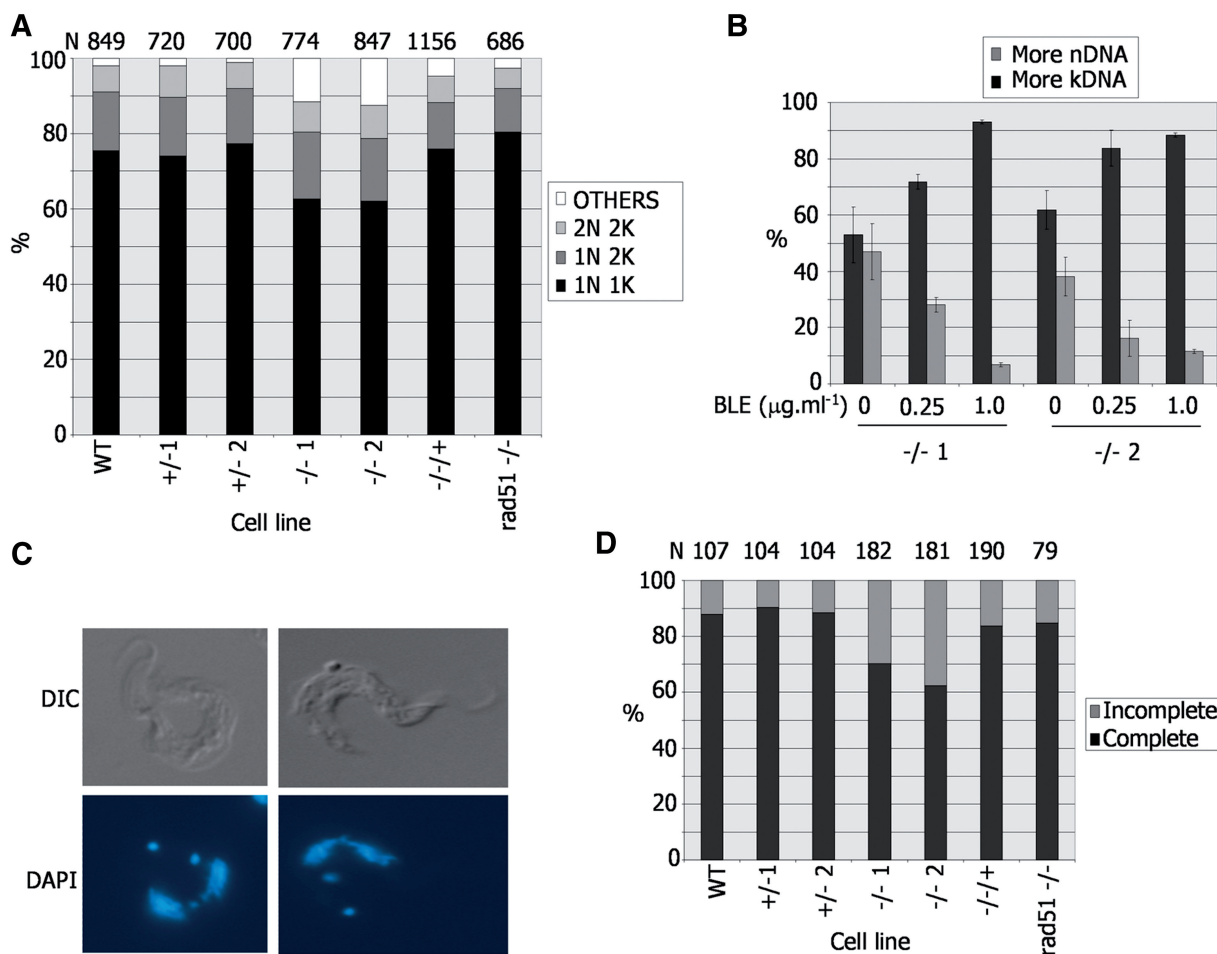 A
N 849 720 700 774 847 1156 686
100
80
60
40
20
0
%
WT
+/-1
+/- 2
-/- 1
-/- 2
-/-/+
rad51 -/-
Cell line
OTHERS
2N 2K
1N 2K
1N 1K
B
More nDNA
More kDNA
100
80
60
40
20
0
%
BLE (μg.ml-1) 0 0.25 1.0 0 0.25 1.0
-/- 1
-/- 2
C
DIC
DAPI
D
N 107 104 104 182 181 190 79
100
80
60
40
20
0
%
WT
+/-1
+/- 2
-/- 1
-/- 2
-/-/+
rad51 -/-
Cell line
Incomplete
Complete